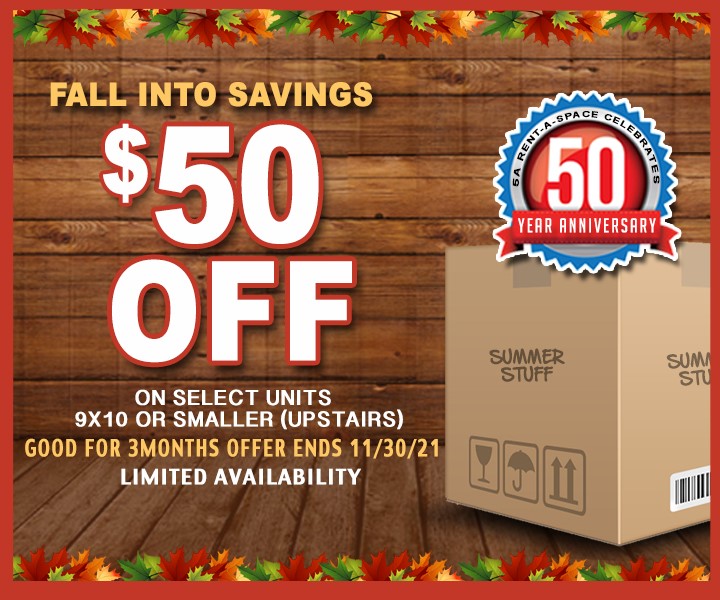 FALL INTO SAVINGS
$50
OFF
ON SELECT UNITS
9X10 OR SMALLER (UPSTAIRS)
GOOD FOR 3MONTHS OFFER ENDS 11/30/21
LIMITED AVAILABILITY
5A RENT-A-SPACE CELEBRATES
50
YEAR ANNIVERSARY
SUMMER
STUFF
SUMM
STU